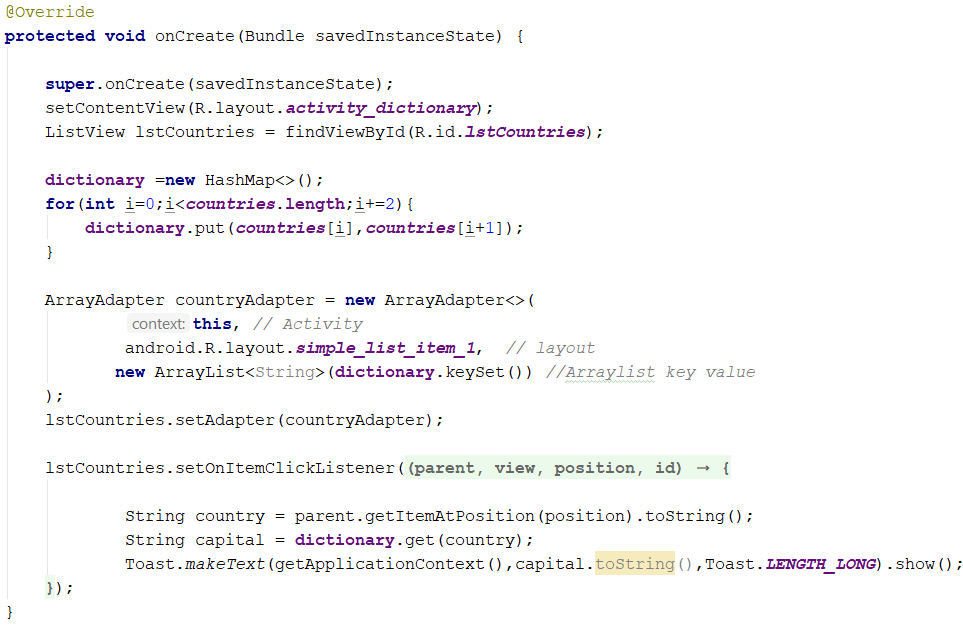 @Override
protected void onCreate(Bundle savedInstanceState) {
super.onCreate(savedInstanceState);
setContentView(R.layout.activity_dictionary);
ListView lstCountries = findViewById(R.id.lstCountries);
dictionary =new HashMap<>();
for(int i=0;i<countries.length;i+=2){
dictionary.put(countries[i],countries[i+1]);
}
ArrayAdapter countryAdapter = new ArrayAdapter<>(
context: this, // Activity
android.R.layout.simple_list_item_1,  // layout
new ArrayList<String>(dictionary.keySet()) //Arraylist key value
);
lstCountries.setAdapter(countryAdapter);
lstCountries.setOnItemClickListener((parent, view, position, id) → {
String country = parent.getItemAtPosition(position).toString();
String capital = dictionary.get(country);
Toast.makeText(getApplicationContext(),capital.toString(),Toast.LENGTH_LONG).show();
});
}